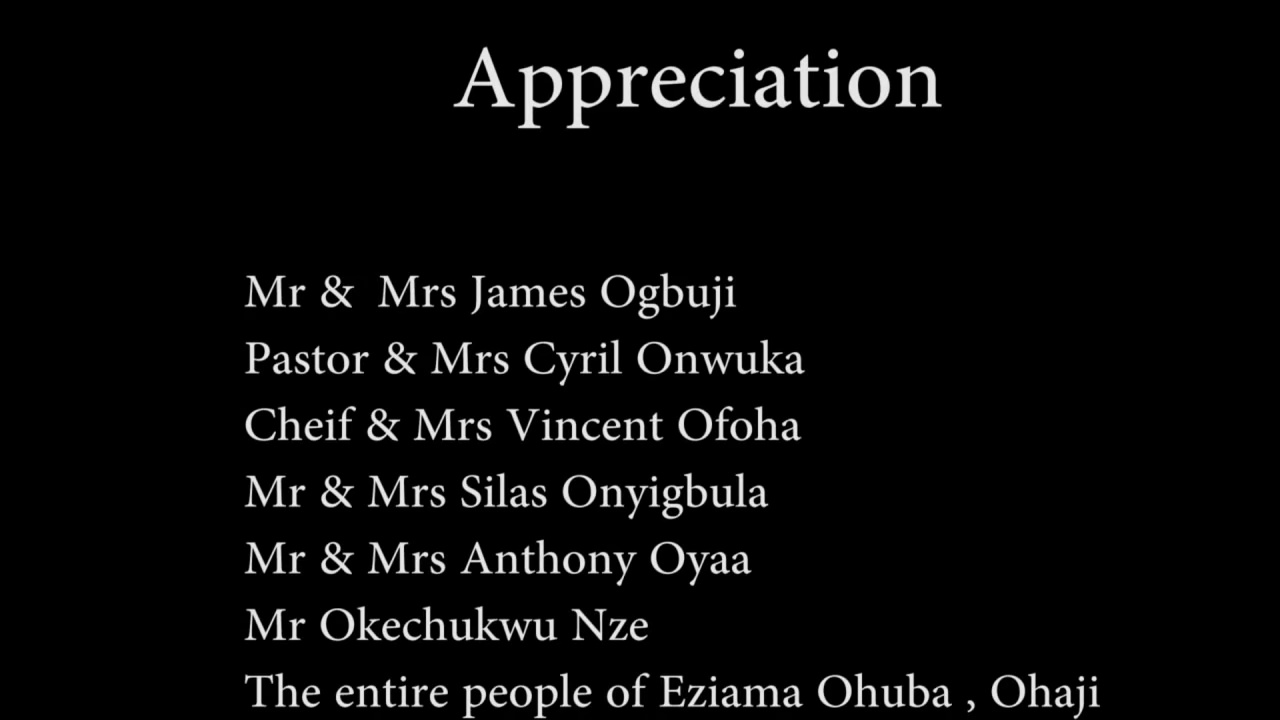 Appreciation
Mr &  Mrs James Ogbuji
Pastor & Mrs Cyril Onwuka
Cheif & Mrs Vincent Ofoha
Mr & Mrs Silas Onyigbula
Mr & Mrs Anthony Oyaa
Mr Okechukwu Nze
The entire people of Eziama Ohuba , Ohaji